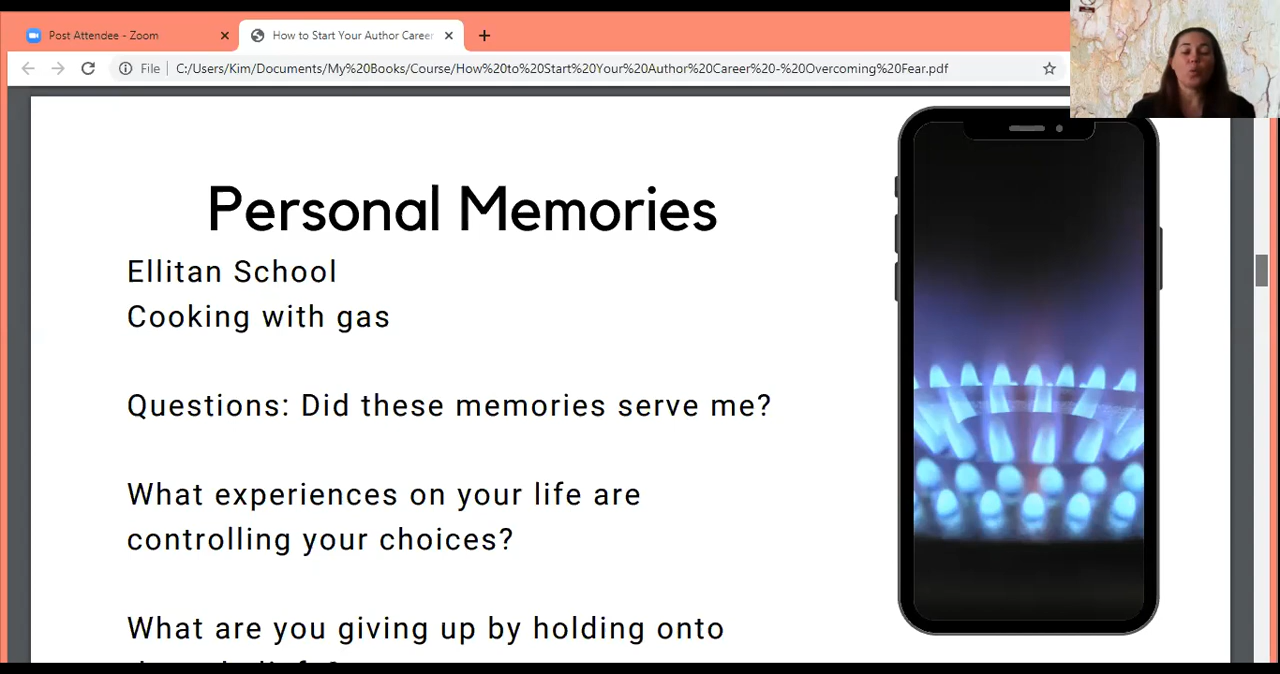 Post Attendee - Zoom
How to Start Your Author Career
File
C:/Users/Kim/Documents/My%20Books/Course/How%20to%20Start%20Your%20Author%20Career%20-%20Overcoming%20Fear.pdf
Personal Memories
Ellitan School
Cooking with gas
Questions: Did these memories serve me?
What experiences on your life are
controlling your choices?
What are you giving up by holding onto